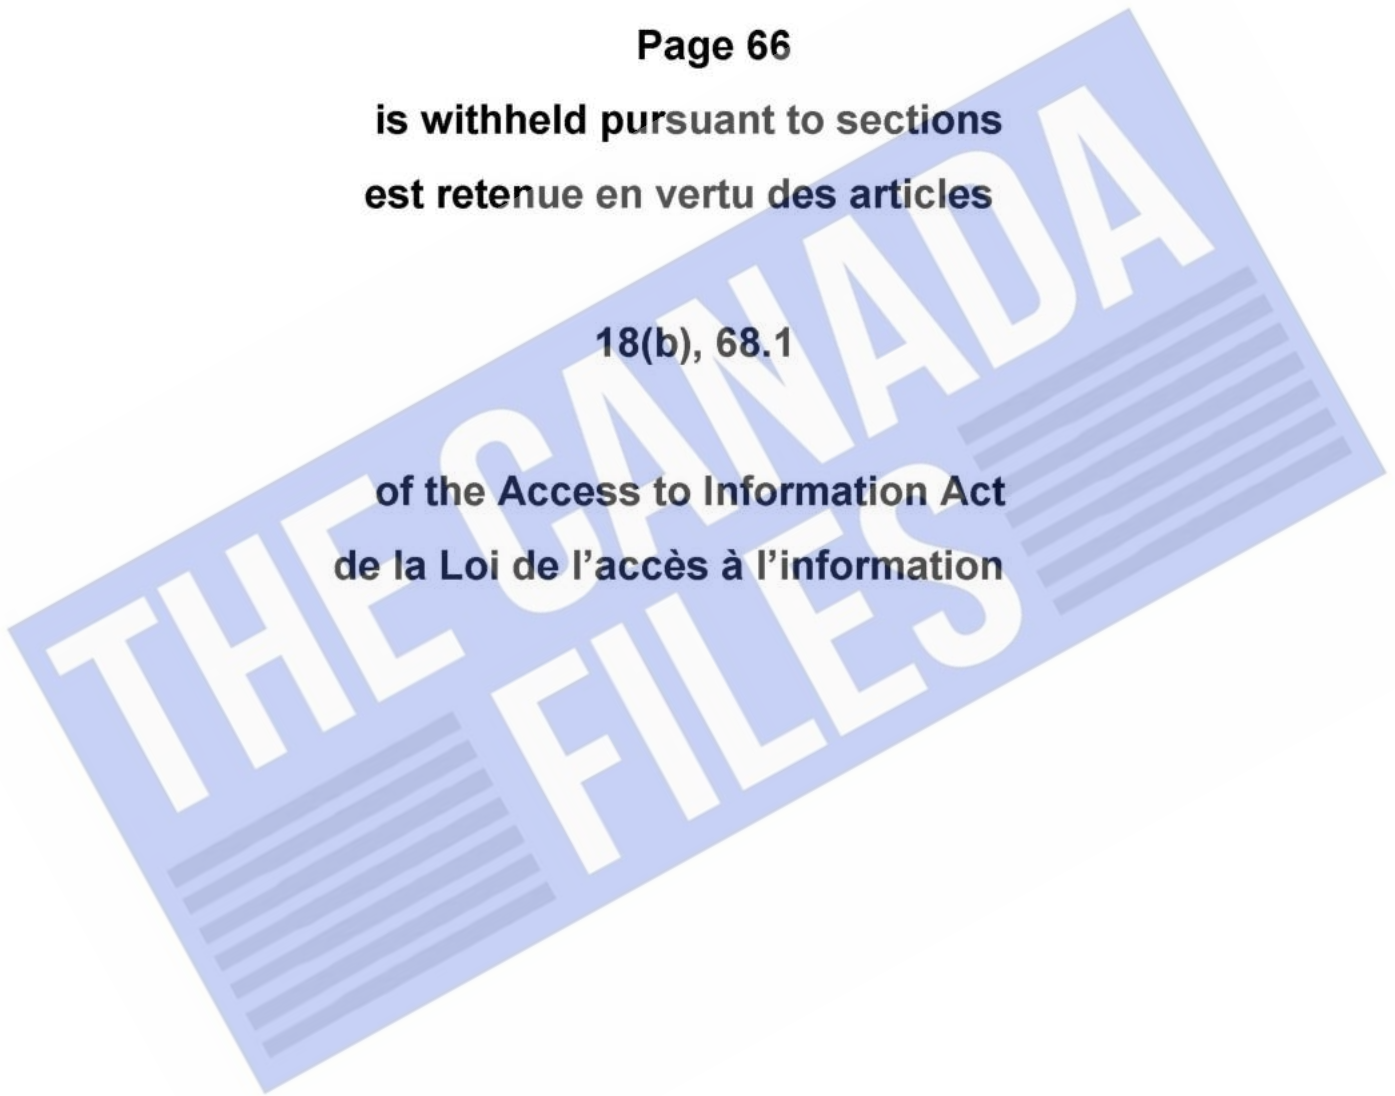 Page 66
is withheld pursuant to sections
est retenue en vertu des articles
18(b), 68.1
of the Access to Information Act
de la Loi de l’accès à l’information
THE CANADA
FILES